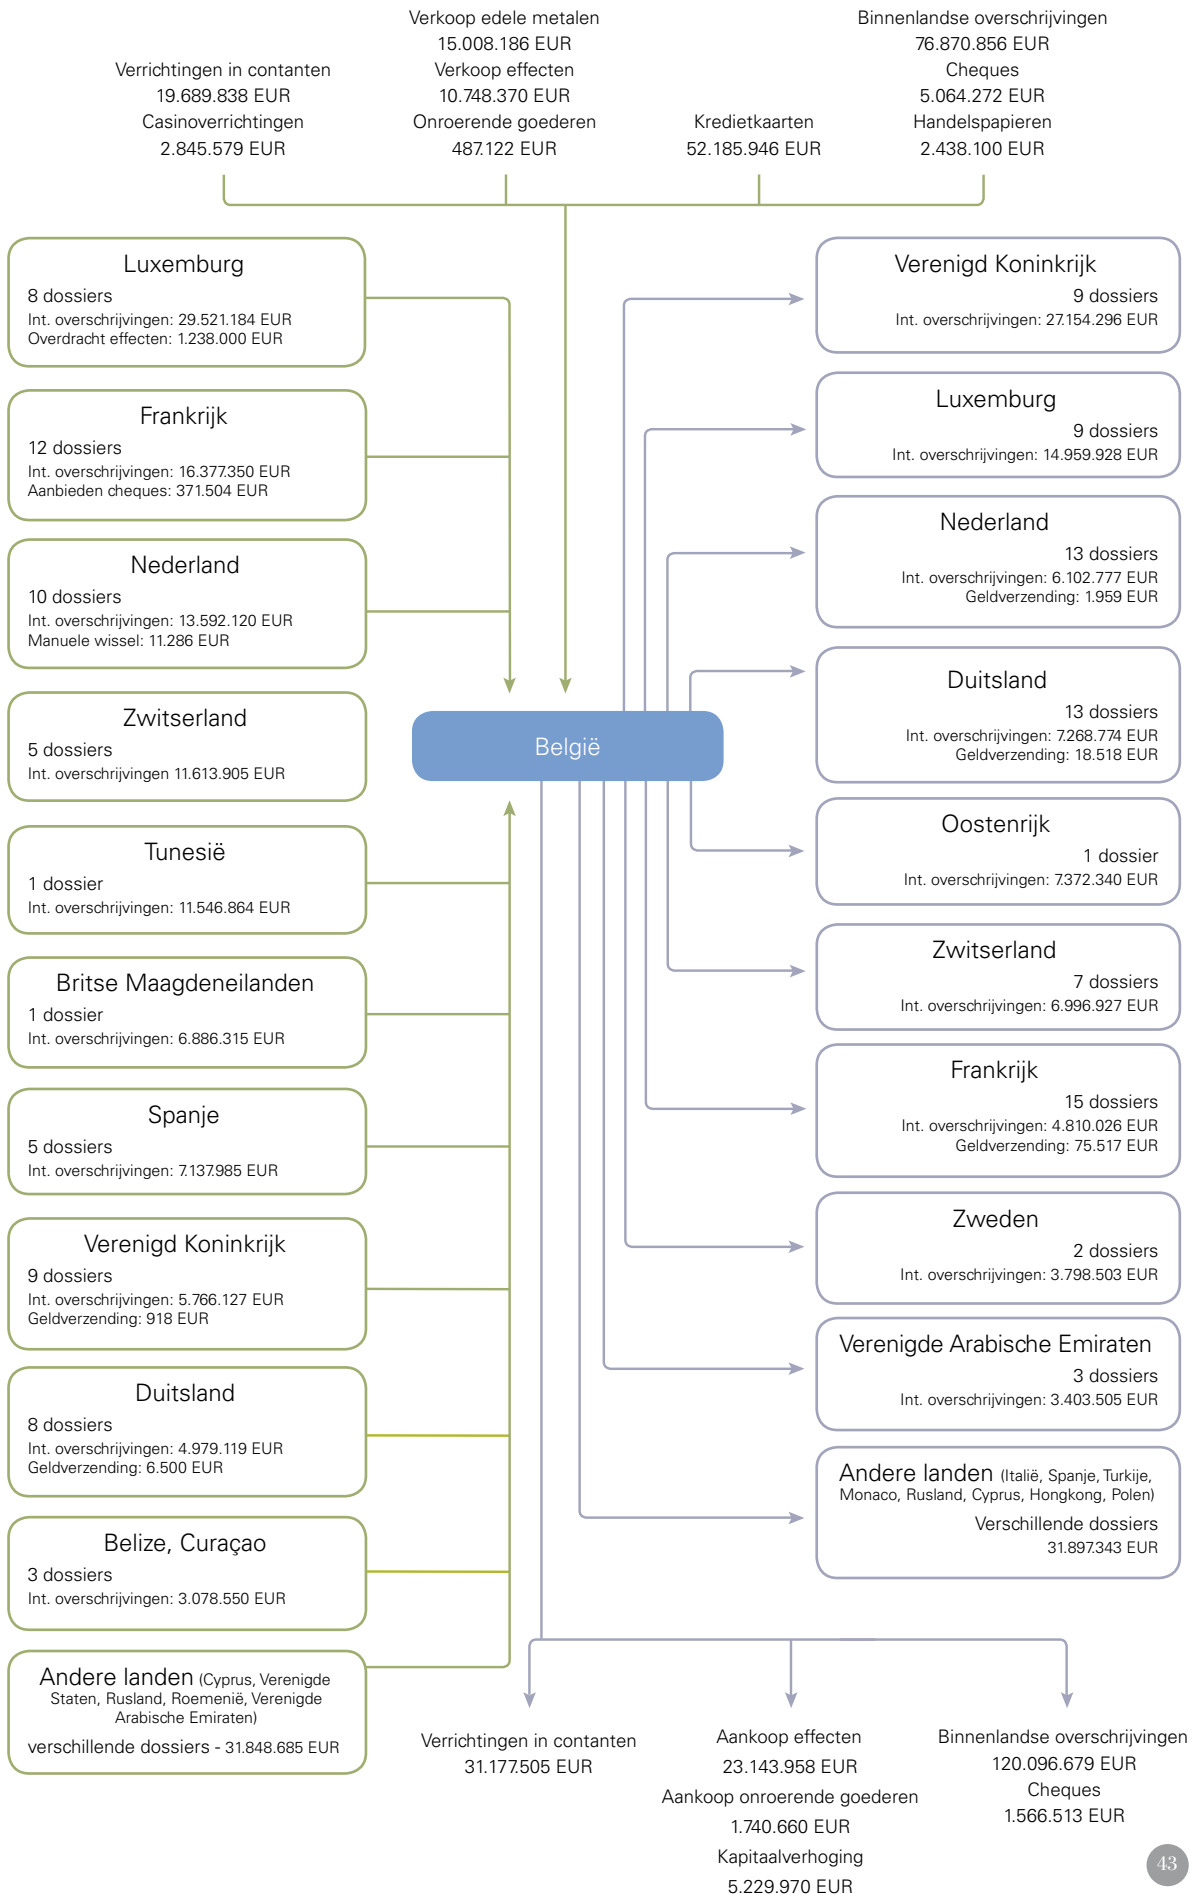 Verrichtingen in contanten
19.689.838 EUR
Casinoverrichtingen
2.845.579 EUR
Verkoop edele metalen
15.008.186 EUR
Verkoop effecten
10.748.370 EUR
Onroerende goederen
487.122 EUR
Kredietkaarten
52.185.946 EUR
Binnenlandse overschrijvingen
76.870.856 EUR
Cheques
5.064.272 EUR
Handelspapieren
2.438.100 EUR
Luxemburg
8 dossiers
Int. overschrijvingen: 29.521.184 EUR
Overdracht effecten: 1.238.000 EUR
Frankrijk
12 dossiers
Int. overschrijvingen: 16.377.350 EUR
Aanbieden cheques: 371.504 EUR
Nederland
10 dossiers
Int. overschrijvingen: 13.592.120 EUR
Manuele wissel: 11.286 EUR
Zwitserland
5 dossiers
Int. overschrijvingen 11.613.905 EUR
Tunesië
1 dossier
Int. overschrijvingen: 11.546.864 EUR
Britse Maagdeneilanden
1 dossier
Int. overschrijvingen: 6.886.315 EUR
Spanje
5 dossiers
Int. overschrijvingen: 7.137.985 EUR
Verenigd Koninkrijk
9 dossiers
Int. overschrijvingen: 5.766.127 EUR
Geldverzending: 918 EUR
Duitsland
8 dossiers
Int. overschrijvingen: 4.979.119 EUR
Geldverzending: 6.500 EUR
Belize, Curaçao
3 dossiers
Int. overschrijvingen: 3.078.550 EUR
Andere landen (Cyprus, Verenigde
Staten, Rusland, Roemenië, Verenigde
Arabische Emiraten)
verschillende dossiers - 31.848.685 EUR
België
Verenigd Koninkrijk
9 dossiers
Int. overschrijvingen: 27.154.296 EUR
Luxemburg
9 dossiers
Int. overschrijvingen: 14.959.928 EUR
Nederland
13 dossiers
Int. overschrijvingen: 6.102.777 EUR
Geldverzending: 1.959 EUR
Duitsland
13 dossiers
Int. overschrijvingen: 7.268.774 EUR
Geldverzending: 18.518 EUR
Oostenrijk
1 dossier
Int. overschrijvingen: 7.372.340 EUR
Zwitserland
7 dossiers
Int. overschrijvingen: 6.996.927 EUR
Frankrijk
15 dossiers
Int. overschrijvingen: 4.810.026 EUR
Geldverzending: 75.517 EUR
Zweden
2 dossiers
Int. overschrijvingen: 3.798.503 EUR
Verenigde Arabische Emiraten
3 dossiers
Int. overschrijvingen: 3.403.505 EUR
Andere landen (Italië, Spanje, Turkije,
Monaco, Rusland, Cyprus, Hongkong, Polen)
Verschillende dossiers
31.897.343 EUR
Verrichtingen in contanten
31.177.505 EUR
Aankoop effecten
23.143.958 EUR
Aankoop onroerende goederen
1.740.660 EUR
Kapitaalverhoging
5.229.970 EUR
Binnenlandse overschrijvingen
120.096.679 EUR
Cheques
1.566.513 EUR
43